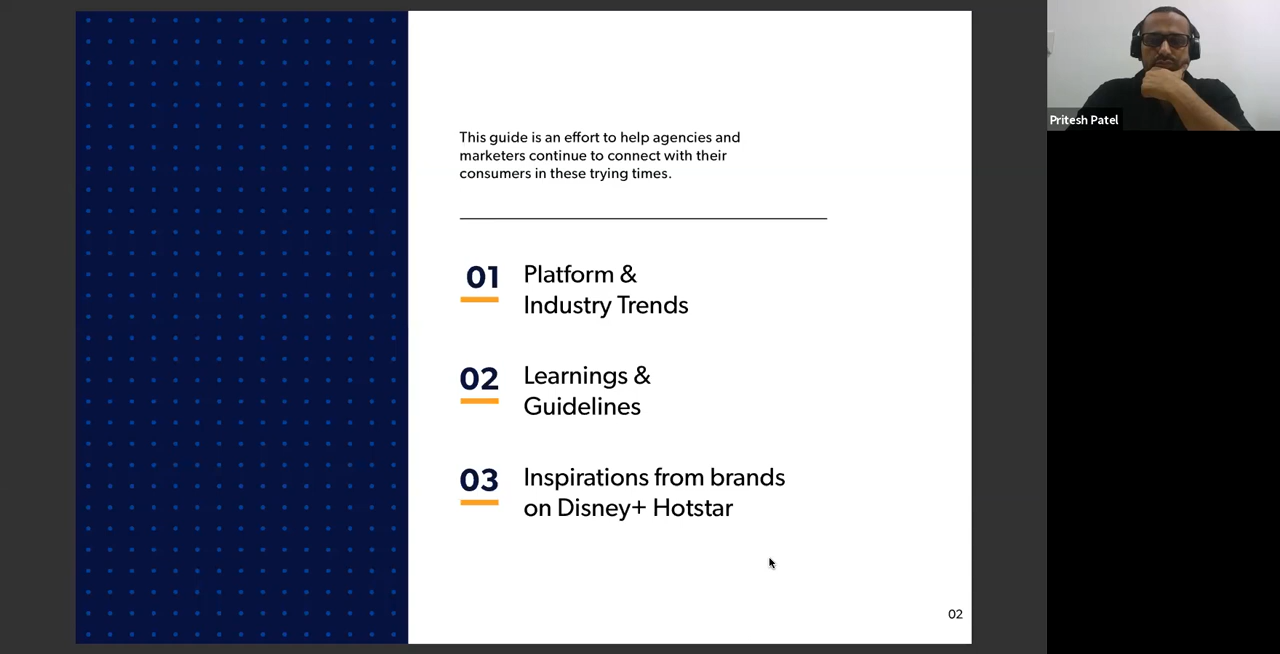 This guide is an effort to help agencies and
marketers continue to connect with their
consumers in these trying times.
01 Platform &
Industry Trends
02 Learnings &
Guidelines
03 Inspirations from brands
on Disney+ Hotstar
02
Pritesh Patel